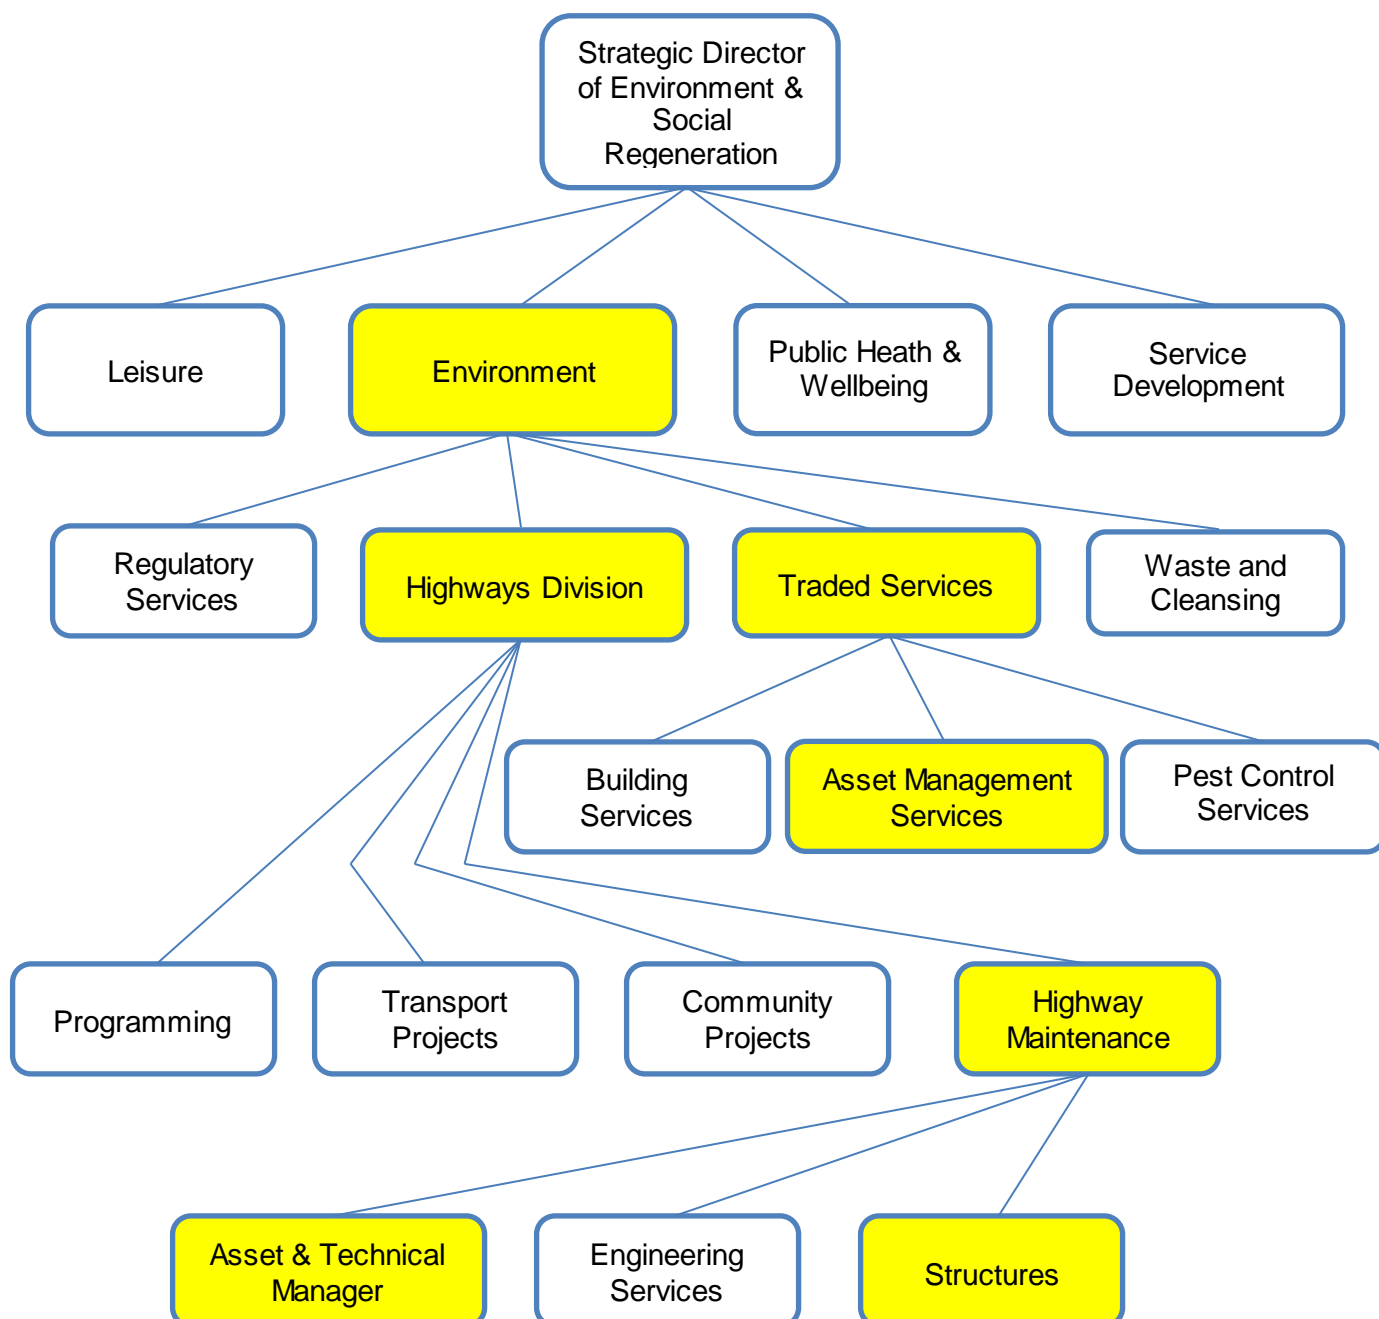 Strategic Director
of Environment &
Social
Regeneration
Leisure
Environment
Public Heath &
Wellbeing
Service
Development
Regulatory
Services
Highways Division
Traded Services
Waste and
Cleansing
Building
Services
Asset Management
Services
Pest Control
Services
Programming
Transport
Projects
Community
Projects
Highway
Maintenance
Asset & Technical
Manager
Engineering
Services
Structures